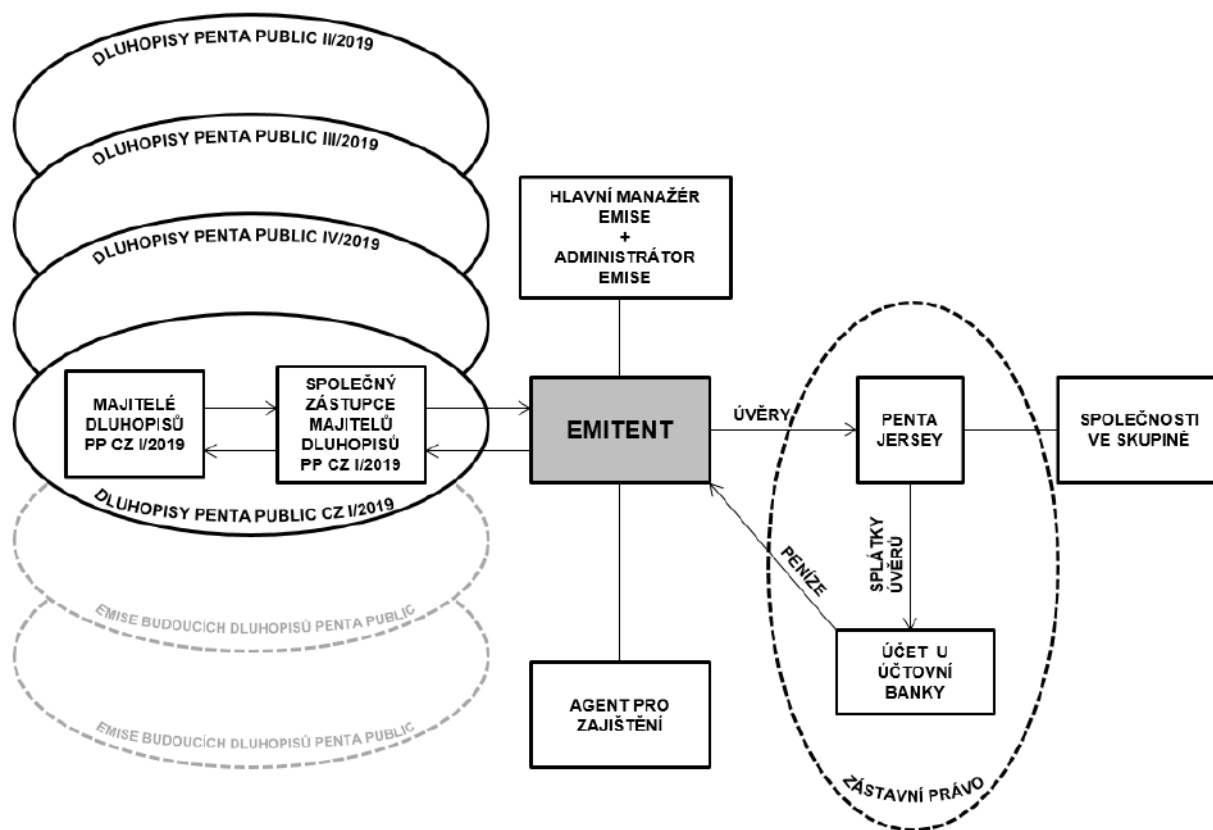 DLUHOPISY PENTA PUBLIC II/2019
DLUHOPISY PENTA PUBLIC III/2019
DLUHOPISY PENTA PUBLIC IV/2019
MAJITELÉ
DLUHOPISŮ
PP CZ I/2019
SPOLEČNÝ
ZÁSTUPCE
MAJITELŮ
DLUHOPISŮ
PP CZ I/2019
DLUHOPISY PENTA PUBLIC CZ I/2019
EMISE BUDOUCÍCH DLUHOPISŮ PENTA PUBLIC
EMISE BUDOUCÍCH DLUHOPISŮ PENTA PUBLIC
HLAVNÍ MANAŽÉR
EMISE
+
ADMINISTRÁTOR
EMISE
EMITENT
AGENT PRO
ZAJIŠTĚNÍ
ÚVĚRY
PENTA
JERSEY
SPOLEČNOSTI
VE SKUPINĚ
PENÍZE
SPLÁTKY
ÚVĚRŮ
ÚČET U
ÚČTOVNÍ
BANKY
ZÁSTAVNÍ PRÁVO